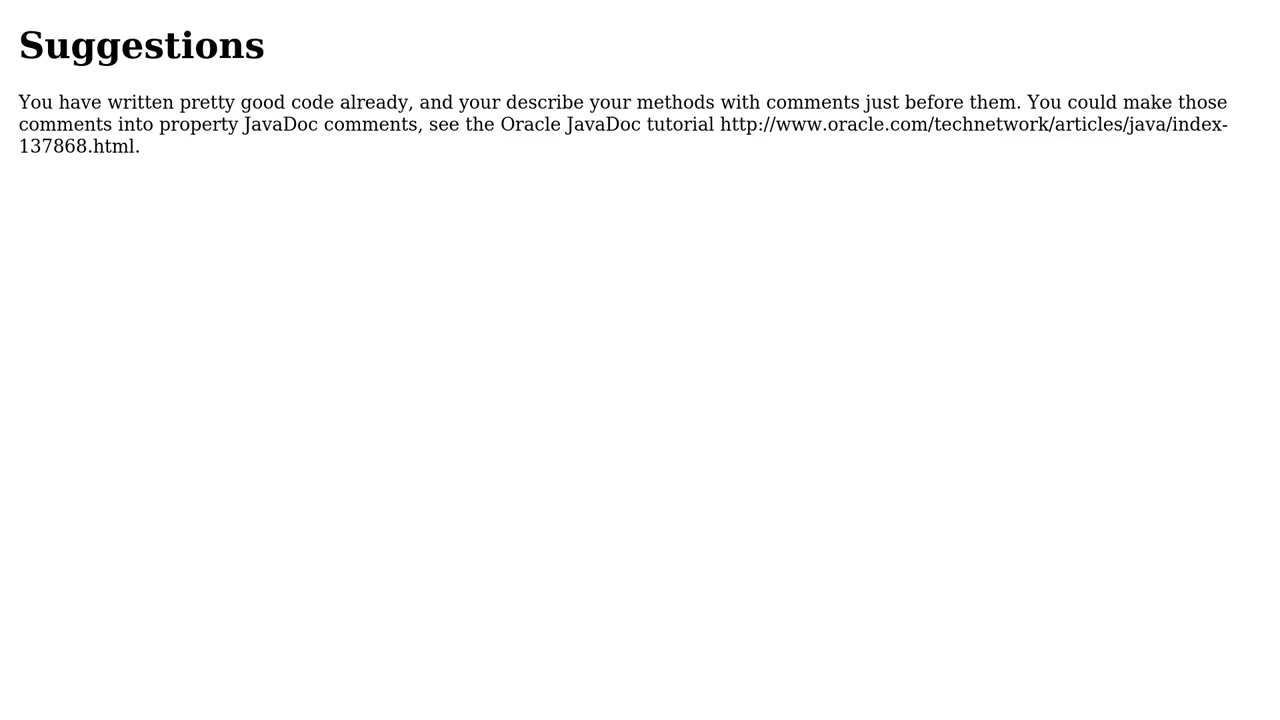 Suggestions
You have written pretty good code already, and your describe your methods with comments just before them. You could make those
comments into property JavaDoc comments, see the Oracle JavaDoc tutorial http://www.oracle.com/technetwork/articles/java/index-
137868.html.